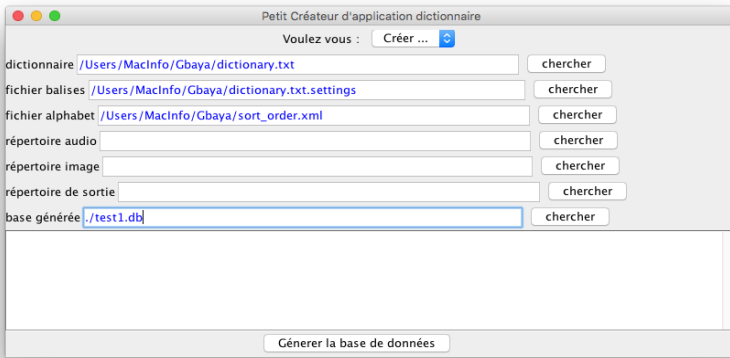 Petit Créateur d'application dictionnaire
Voulez vous : Créer ...
dictionnaire /Users/MacInfo/Gbaya/dictionary.txt chercher
fichier balises /Users/MacInfo/Gbaya/dictionary.txt.settings chercher
fichier alphabet /Users/MacInfo/Gbaya/sort_order.xml chercher
répertoire audio chercher
répertoire image chercher
répertoire de sortie chercher
base générée ./test1.db chercher
Génerer la base de données